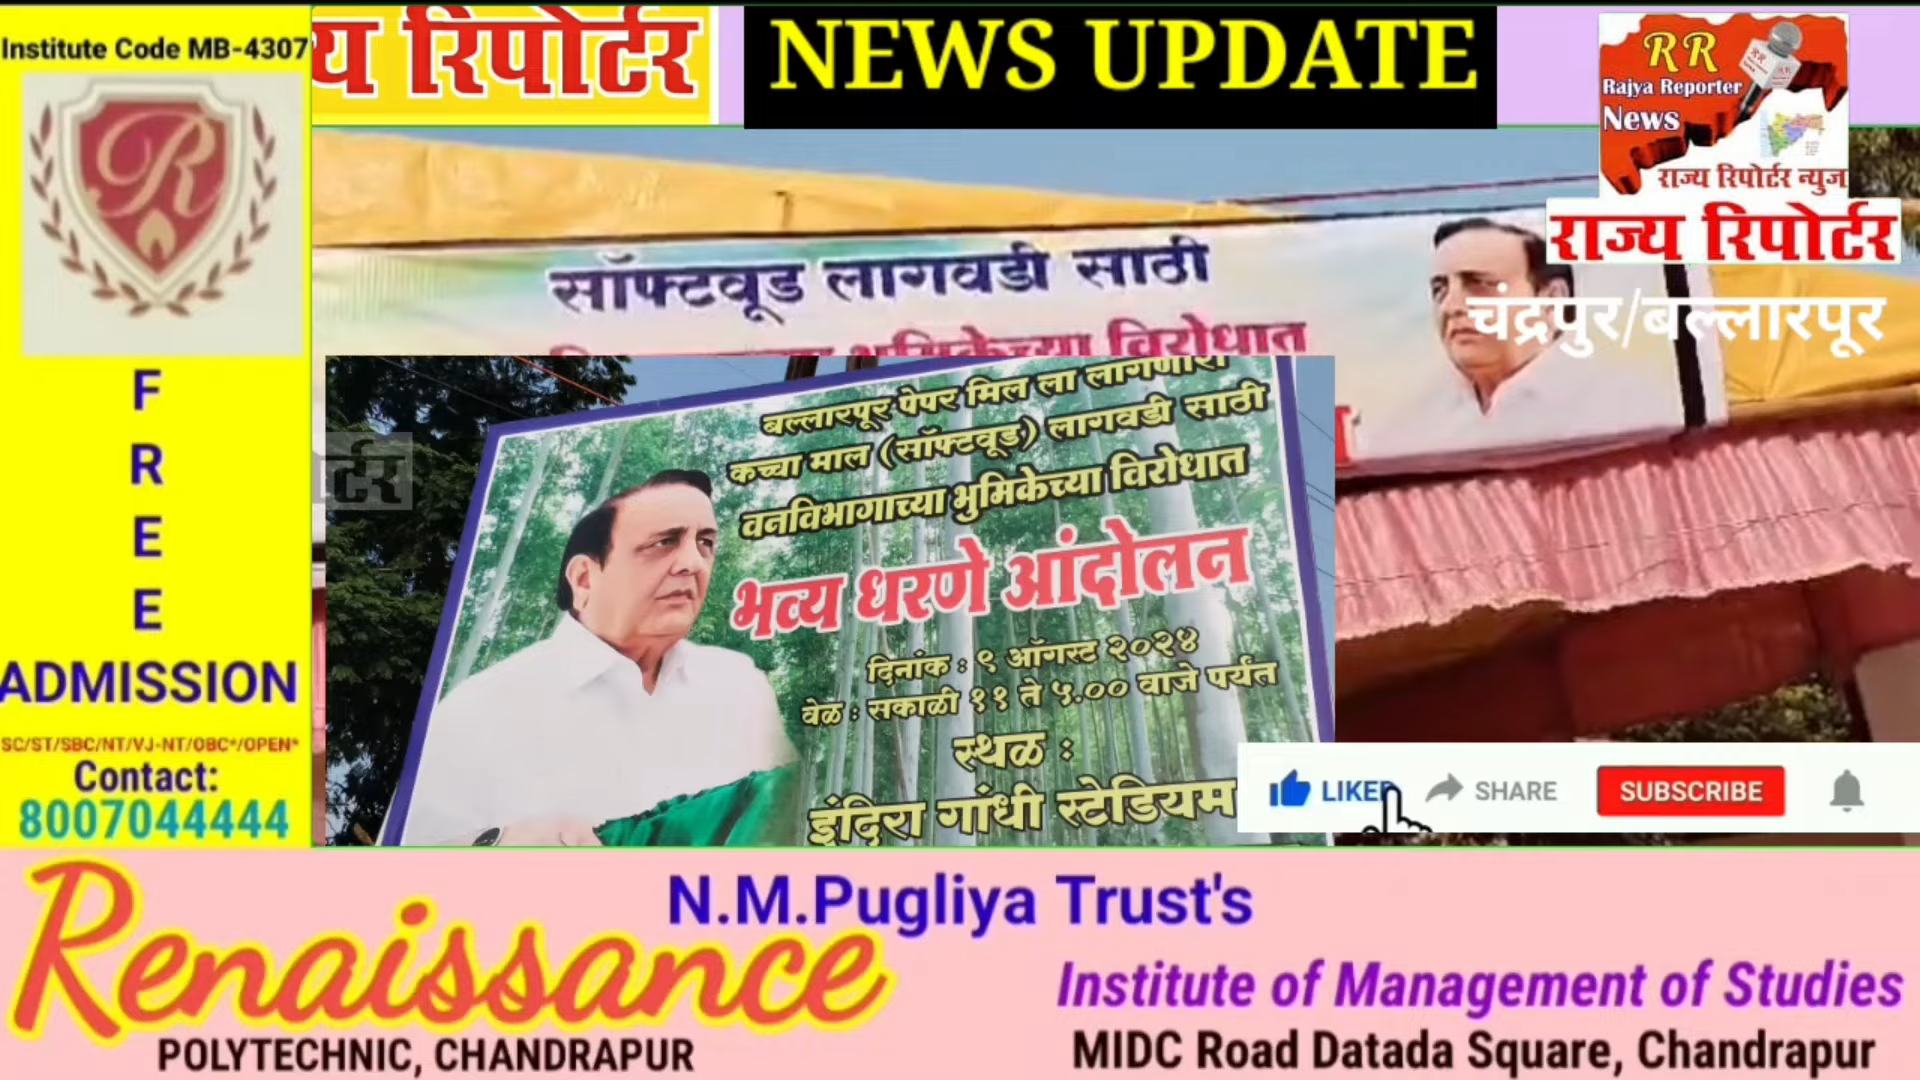 Institute Code MB-4307
य रिपोर्टर
NEWS UPDATE
RR
Rajya Reporter
News
राज्य रिपोर्टर न्युज
राज्य रिपोर्टर
चंद्रपुर/बल्लारपूर
सॉफ्टवूड लागवडी साठी
भुमिकेच्या विरोधात
बल्लारपूर पेपर मिल ला लागणारा
कच्चा माल (सॉफ्टवूड) लागवडी साठी
वनविभागाच्या भुमिकेच्या विरोधात
भव्य धरणे आंदोलन
दिनांक : ९ ऑगस्ट २०२४
वेळ : सकाळी ११ ते ५.०० वाजे पर्यंत
स्थळ :
इंदिरा गांधी स्टेडियम
र्टर
F
R
E
E
ADMISSION
SC/ST/SBC/NT/VJ-NT/OBC*/OPEN*
Contact:
8007044444
LIKED
SHARE
SUBSCRIBE
N.M.Pugliya Trust's
Renaissance
Institute of Management of Studies
POLYTECHNIC, CHANDRAPUR
MIDC Road Datada Square, Chandrapur